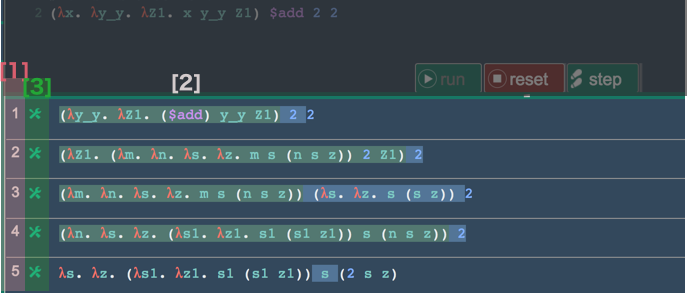 2 (λx. λy_y. λZ1. x y_y Z1) $add 2 2
run reset step
[1]
[3] [2]
1 (λy_y. λZ1. ($add) y_y Z1) 2 2
2 (λZ1. (λm. λn. λs. λz. m s (n s z)) 2 Z1) 2
3 (λm. λn. λs. λz. m s (n s z)) (λs. λz. s (s z)) 2
4 (λn. λs. λz. (λs1. λz1. s1 (s1 z1)) s (n s z)) 2
5 λs. λz. (λs1. λz1. s1 (s1 z1)) s (2 s z)